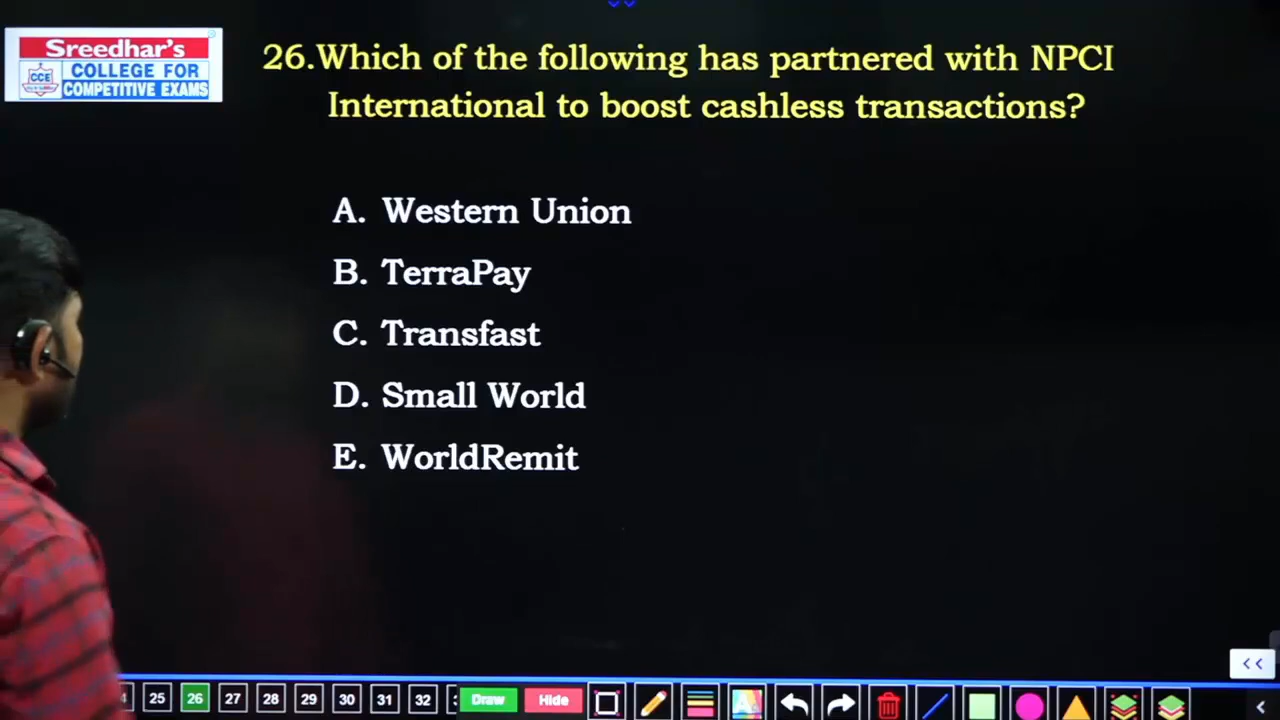 Sreedhar's
CCE
COLLEGE FOR
COMPETITIVE EXAMS
26.Which of the following has partnered with NPCI
International to boost cashless transactions?
A. Western Union
B. TerraPay
C. Transfast
D. Small World
E. WorldRemit
25 26 27 28 29 30 31 32 Draw Hide